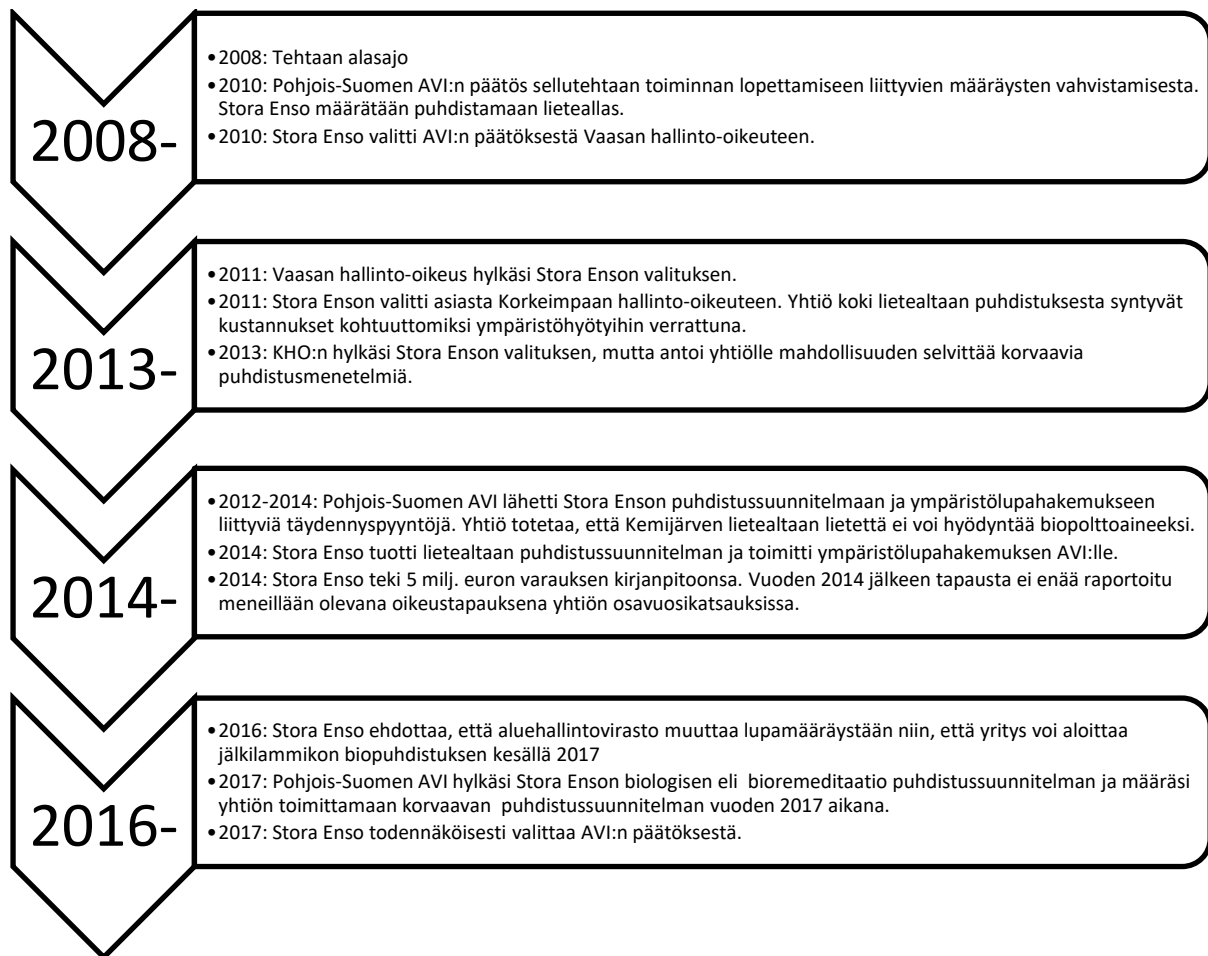 2008-
•2008: Tehtaan alasajo
•2010: Pohjois-Suomen AVI:n päätös sellutehtaan toiminnan lopettamiseen liittyvien määräysten vahvistamisesta.
Stora Enso määrätään puhdistamaan lieteallas.
•2010: Stora Enso valitti AVI:n päätöksestä Vaasan hallinto-oikeuteen.
2013-
•2011: Vaasan hallinto-oikeus hylkäsi Stora Enson valituksen.
•2011: Stora Enson valitti asiasta Korkeimpaan hallinto-oikeuteen. Yhtiö koki lietealtaan puhdistuksesta syntyvät
kustannukset kohtuuttomiksi ympäristöhyötyihin verrattuna.
•2013: KHO:n hylkäsi Stora Enson valituksen, mutta antoi yhtiölle mahdollisuuden selvittää korvaavia
puhdistusmenetelmiä.
2014-
•2012-2014: Pohjois-Suomen AVI lähetti Stora Enson puhdistussuunnitelmaan ja ympäristölupahakemukseen
liittyviä täydennyspyyntöjä. Yhtiö totetaa, että Kemijärven lietealtaan lietettä ei voi hyödyntää biopolttoaineeksi.
•2014: Stora Enso tuotti lietealtaan puhdistussuunnitelman ja toimitti ympäristölupahakemuksen AVI:lle.
•2014: Stora Enso teki 5 milj. euron varauksen kirjanpitoonsa. Vuoden 2014 jälkeen tapausta ei enää raportoitu
meneillään olevana oikeustapauksena yhtiön osavuosikatsauksissa.
2016-
•2016: Stora Enso ehdottaa, että aluehallintovirasto muuttaa lupamääräystään niin, että yritys voi aloittaa
jälkilammikon biopuhdistuksen kesällä 2017
•2017: Pohjois-Suomen AVI hylkäsi Stora Enson biologisen eli bioremeditaatio puhdistussuunnitelman ja määräsi
yhtiön toimittamaan korvaavan puhdistussuunnitelman vuoden 2017 aikana.
•2017: Stora Enso todennäköisesti valittaa AVI:n päätöksestä.